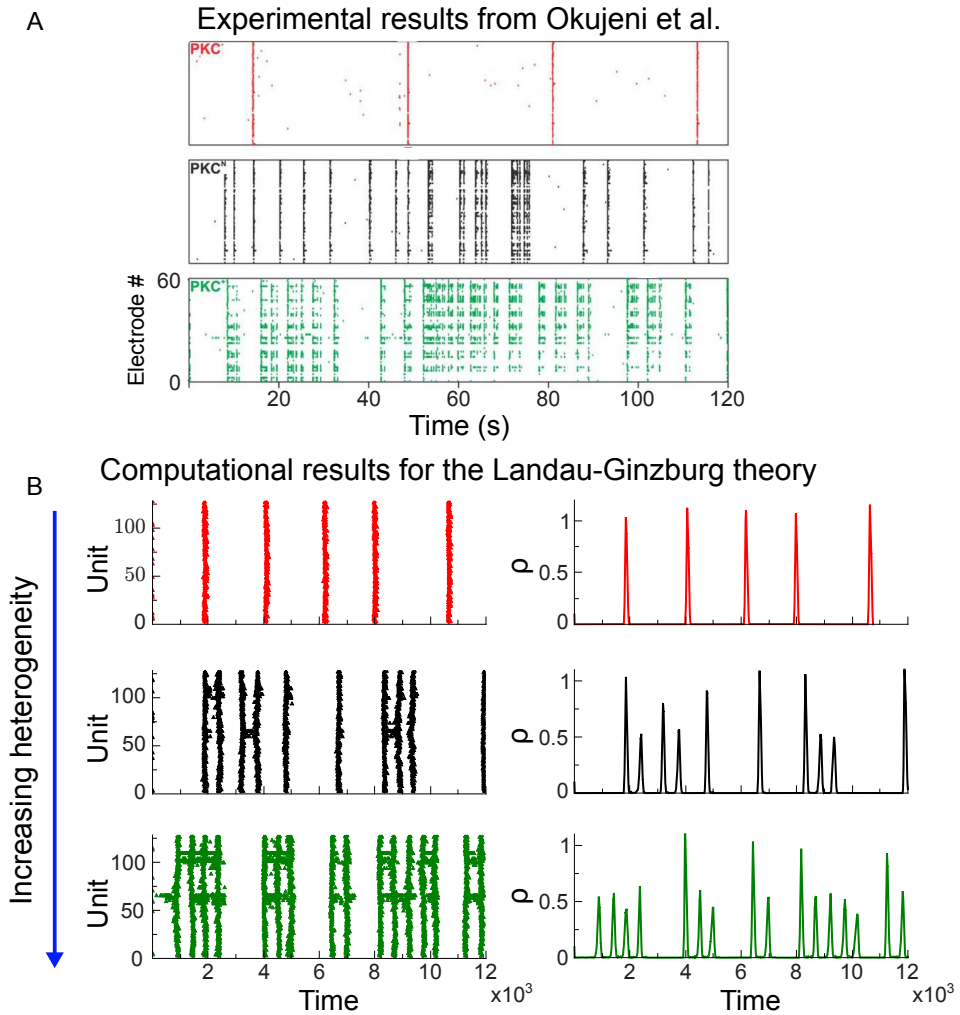 A
Experimental results from Okujeni et al.
PKC⁻
PKCᴺ
PKC⁺
Electrode #
60
0
0 20 40 60 80 100 120
Time (s)
B
Computational results for the Landau-Ginzburg theory
Increasing heterogeneity
Unit
100
50
0
ρ
1
0.5
0
Unit
100
50
0
ρ
1
0.5
0
Unit
100
50
0
2 4 6 8 10 12
Time
x10³
ρ
1
0.5
0
2 4 6 8 10 12
Time
x10³